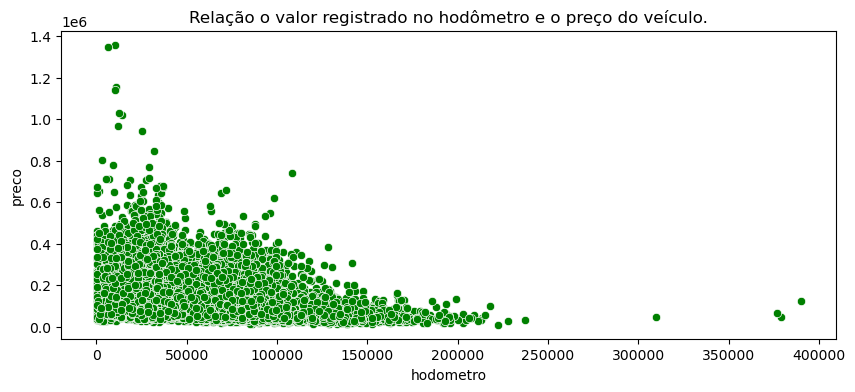 Relação o valor registrado no hodômetro e o preço do veículo.
1e6
1.4
1.2
1.0
0.8
0.6
0.4
0.2
0.0
preco
0 50000 100000 150000 200000 250000 300000 350000 400000
hodometro